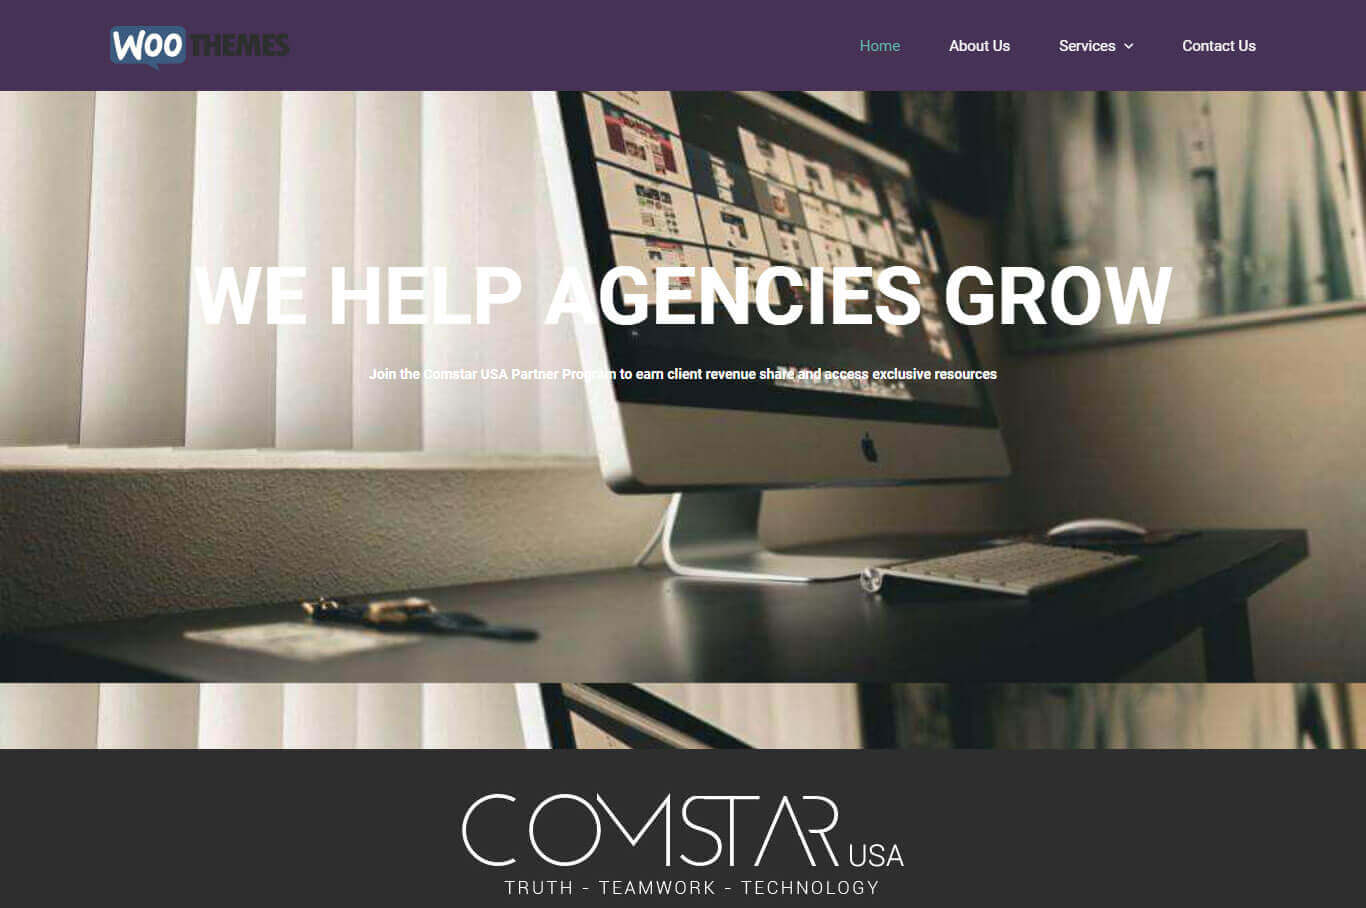 WOO THEMES
Home
About Us
Services
Contact Us
WE HELP AGENCIES GROW
Join the Comstar USA Partner Program to earn client revenue share and access exclusive resources
COMSTAR USA
TRUTH - TEAMWORK - TECHNOLOGY